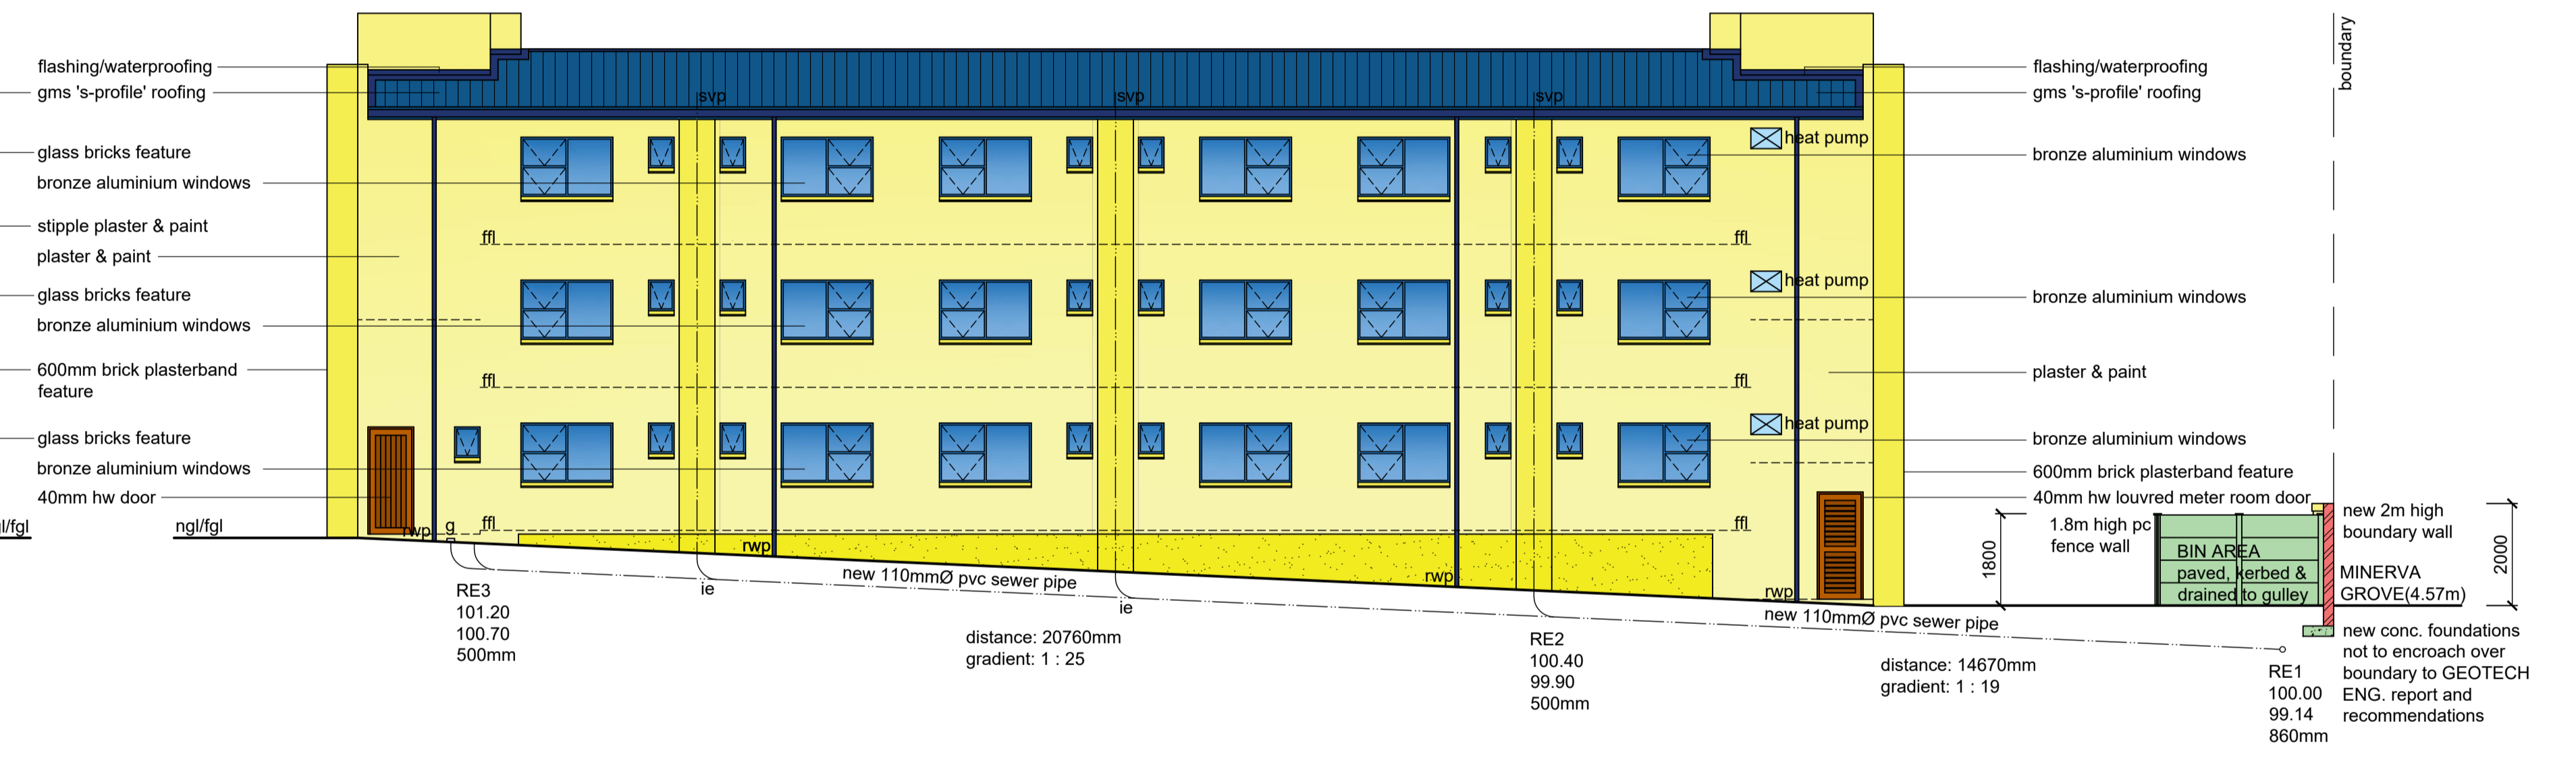 flashing/waterproofing
gms 's-profile' roofing
glass bricks feature
bronze aluminium windows
stipple plaster & paint
plaster & paint
glass bricks feature
bronze aluminium windows
600mm brick plasterband
feature
glass bricks feature
bronze aluminium windows
40mm hw door
l/fgl
ngl/fgl
svp
svp
svp
heat pump
ffl
ffl
heat pump
ffl
ffl
heat pump
ffl
ffl
rwp
g
rwp
rwp
rwp
new 110mmØ pvc sewer pipe
new 110mmØ pvc sewer pipe
ie
ie
RE3
101.20
100.70
500mm
distance: 20760mm
gradient: 1 : 25
RE2
100.40
99.90
500mm
distance: 14670mm
gradient: 1 : 19
RE1
100.00
99.14
860mm
flashing/waterproofing
gms 's-profile' roofing
bronze aluminium windows
bronze aluminium windows
plaster & paint
bronze aluminium windows
600mm brick plasterband feature
40mm hw louvred meter room door
boundary
1800
1.8m high pc
fence wall
BIN AREA
paved, kerbed &
drained to gulley
new 2m high
boundary wall
2000
MINERVA
GROVE(4.57m)
new conc. foundations
not to encroach over
boundary to GEOTECH
ENG. report and
recommendations